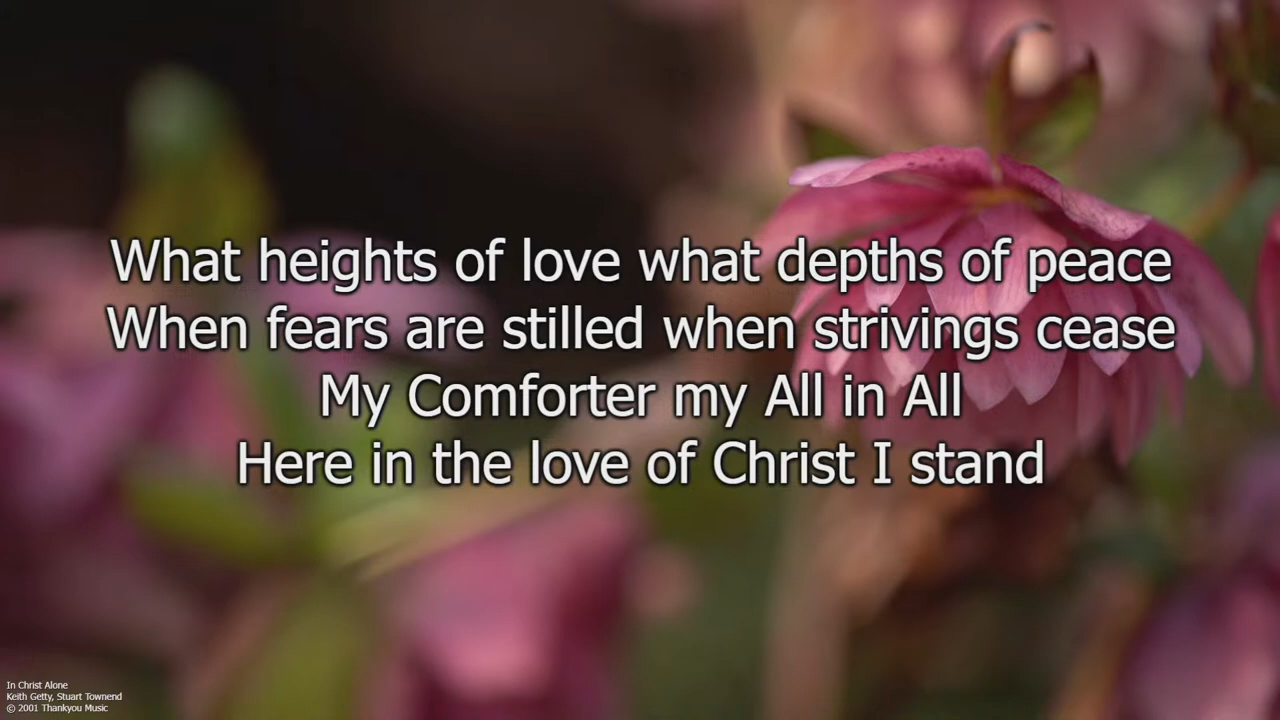 What heights of love what depths of peace
When fears are stilled when strivings cease
My Comforter my All in All
Here in the love of Christ I stand
In Christ Alone
Keith Getty, Stuart Townend
© 2001 Thankyou Music